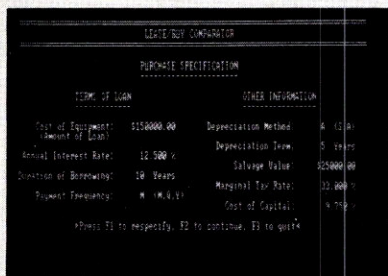 LEASE/BUY COMPARATOR
PURCHASE SPECIFICATION
TERMS OF LOAN
OTHER INFORMATION
Cost of Equipment: $150000.00
(Amount of Loan)
Annual Interest Rate: 12.500 %
Duration of Borrowing: 10 Years
Payment Frequency: M (M,Q,Y)
Depreciation Method: A
Depreciation Term: 5 Years
Salvage Value: $25000.00
Marginal Tax Rate: 33.000 %
Cost of Capital: 9.750 %
*Press F1 to respecify, F2 to continue, F3 to quit*